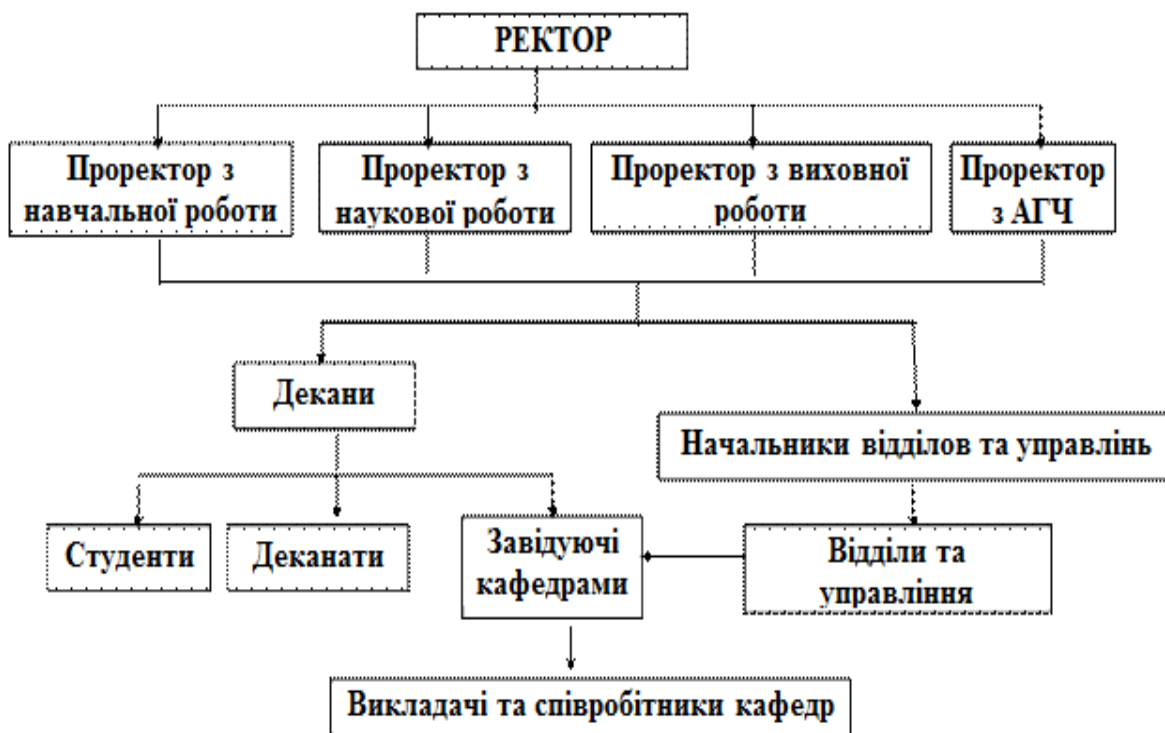 РЕКТОР
Проректор з
навчальної роботи
Проректор з
наукової роботи
Проректор з виховної
роботи
Проректор
з АГЧ
Декани
Начальники відділов та управлінь
Студенти
Деканати
Завідуючі
кафедрами
Відділи та
управління
Викладачі та співробітники кафедр